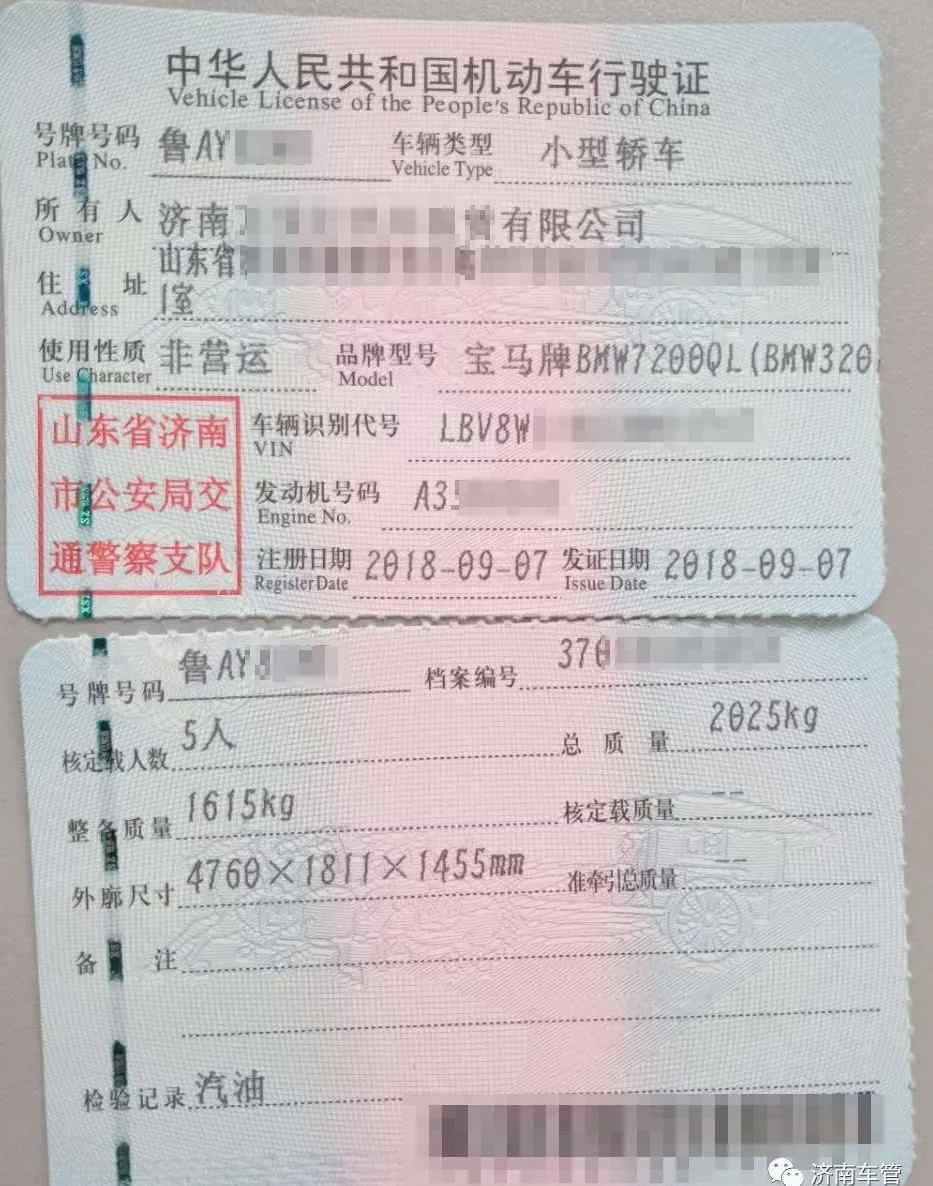 中华人民共和国机动车行驶证
Vehicle License of the People's Republic of China
号牌号码 鲁AY 车辆类型 小型轿车
Plate No. Vehicle Type
所有人 济南 有限公司
Owner
住址 山东省
Address 1室
使用性质 非营运 品牌型号 宝马牌BMW7200QL(BMW320
Use Character Model
山东省济南
市公安局交
通警察支队
车辆识别代号 LBV8W
VIN
发动机号码 A35
Engine No.
注册日期 2018-09-07 发证日期 2018-09-07
Register Date Issue Date
号牌号码 鲁AY 档案编号 370
核定载人数 5人 总质量 2025kg
整备质量 1615kg 核定载质量 --
外廓尺寸 4760×1811×1455mm 准牵引总质量 --
备注
检验记录 汽油
济南车管